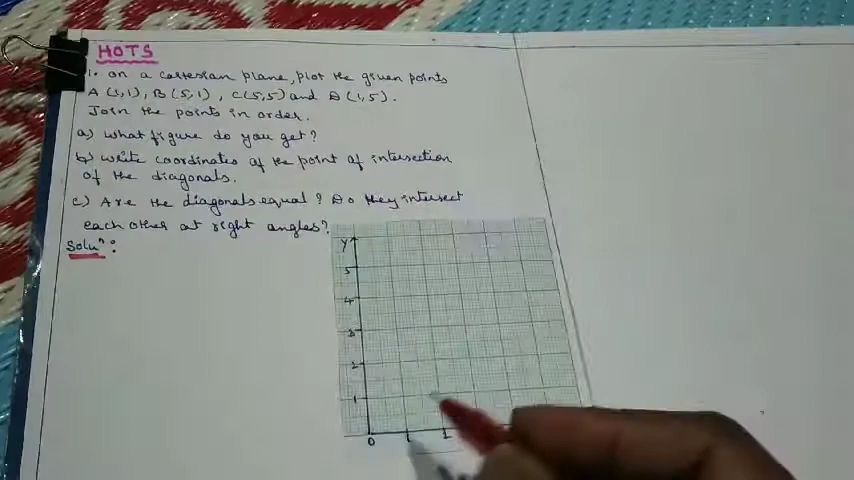 HOTS
1. on a cartesian plane, plot the given points
A (1,1), B (5,1), C(5,5) and D (1,5).
Join the points in order.
a) what figure do you get?
b) write coordinates of the point of intersection
of the diagonals.
c) Are the diagonals equal? Do they intersect
each other at right angles?
Soluⁿ:
Y
5
4
3
2
1
0 1